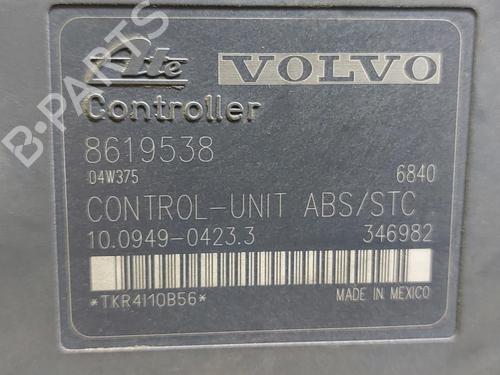 Ate VOLVO
Controller
8619538
04W375 6840
CONTROL-UNIT ABS/STC
10.0949-0423.3 346982
*TKR4I10B56* MADE IN MEXICO
B-PARTS